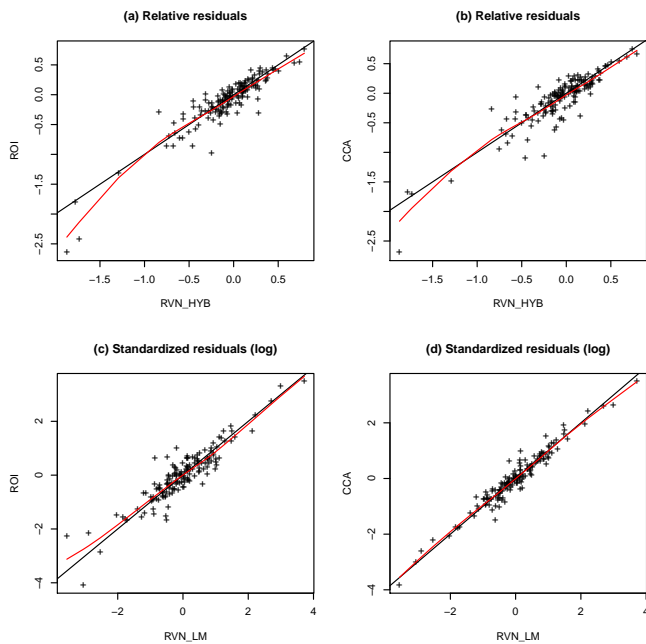 (a) Relative residuals
ROI
0.5
0.0
−0.5
−1.5
−2.5
−1.5 −1.0 −0.5 0.0 0.5
RVN_HYB
(b) Relative residuals
CCA
0.5
0.0
−0.5
−1.5
−2.5
−1.5 −1.0 −0.5 0.0 0.5
RVN_HYB
(c) Standardized residuals (log)
ROI
2
0
−2
−4
−2 0 2 4
RVN_LM
(d) Standardized residuals (log)
CCA
2
0
−2
−4
−2 0 2 4
RVN_LM